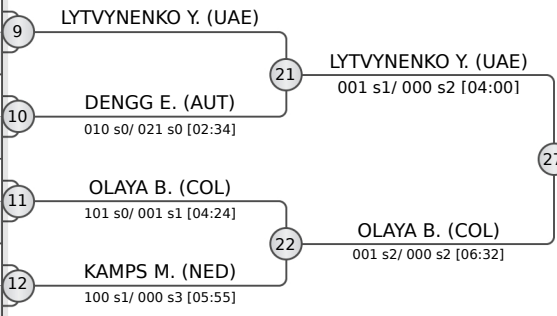 9
LYTVYNENKO Y. (UAE)
21
LYTVYNENKO Y. (UAE)
001 s1/ 000 s2 [04:00]
10
DENGG E. (AUT)
010 s0/ 021 s0 [02:34]
27
11
OLAYA B. (COL)
101 s0/ 001 s1 [04:24]
22
OLAYA B. (COL)
001 s2/ 000 s2 [06:32]
12
KAMPS M. (NED)
100 s1/ 000 s3 [05:55]